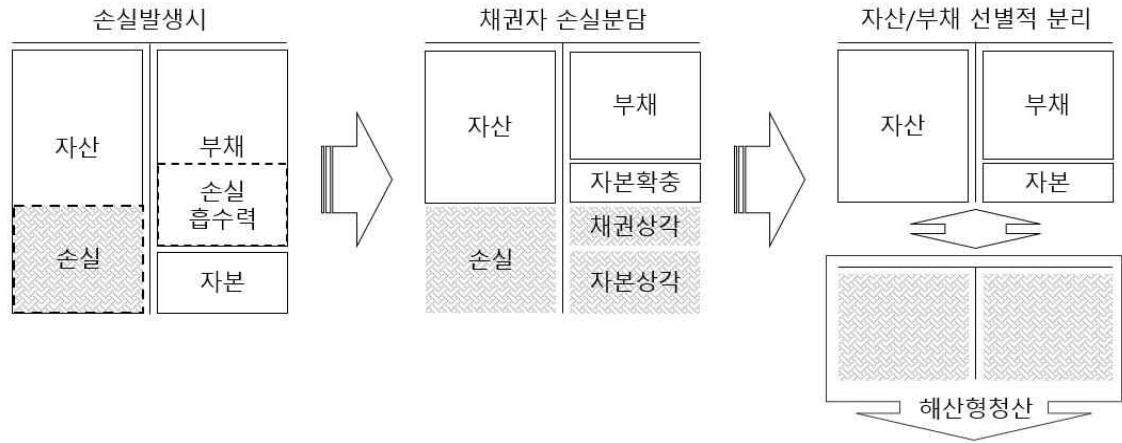 손실발생시
자산
부채
손실
흡수력
손실
자본
채권자 손실분담
자산
부채
자본확충
채권상각
손실
자본상각
자산/부채 선별적 분리
자산
부채
자본
해산형청산